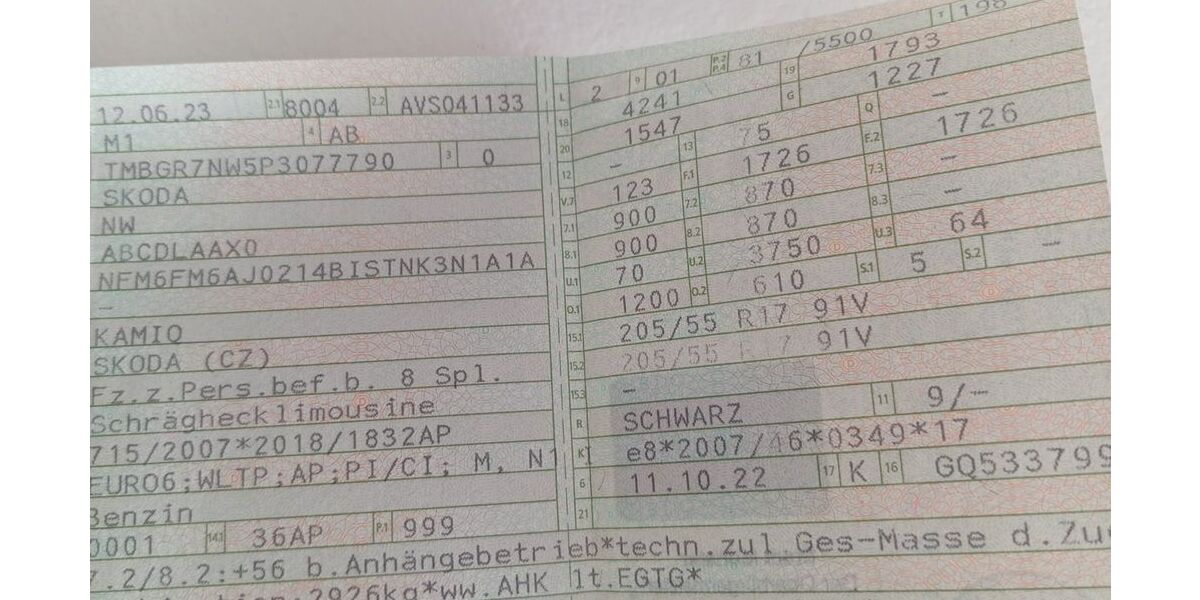 12.06.23 2.1 8004 2.2 AVS041133
M1 4 AB
TMBGR7NW5P3077790 3 0
SKODA
NW
ABCDLAAX0
NFM6FM6AJ0214BISTNK3N1A1A
–
KAMIQ
SKODA (CZ)
Fz.z.Pers.bef.b. 8 Spl.
Schräghecklimousine
715/2007*2018/1832AP
EURO6;WLTP;AP;PI/CI; M, N1
Benzin
0001 14.1 36AP P.1 999
L 2 9 01 P.2 P.4 81 /5500 T 198
18 4241 19 1793
20 1547 G 1227
12 – 13 75 Q –
V.7 123 F.1 1726 F.2 1726
7.1 900 7.2 870 7.3 –
8.1 900 8.2 870 8.3 –
U.1 70 U.2 3750 U.3 64
O.1 1200 O.2 610 S.1 5 S.2 –
15.1 205/55 R17 91V
15.2 205/55 R 7 91V
15.3 –
R SCHWARZ 11 9/–
K e8*2007/46*0349*17
6 11.10.22 17 K 16 GQ533799
21
7.2/8.2:+56 b.Anhängebetrieb*techn.zul.Ges-Masse d.Zu
2926kg*ww.AHK lt.EGTG*